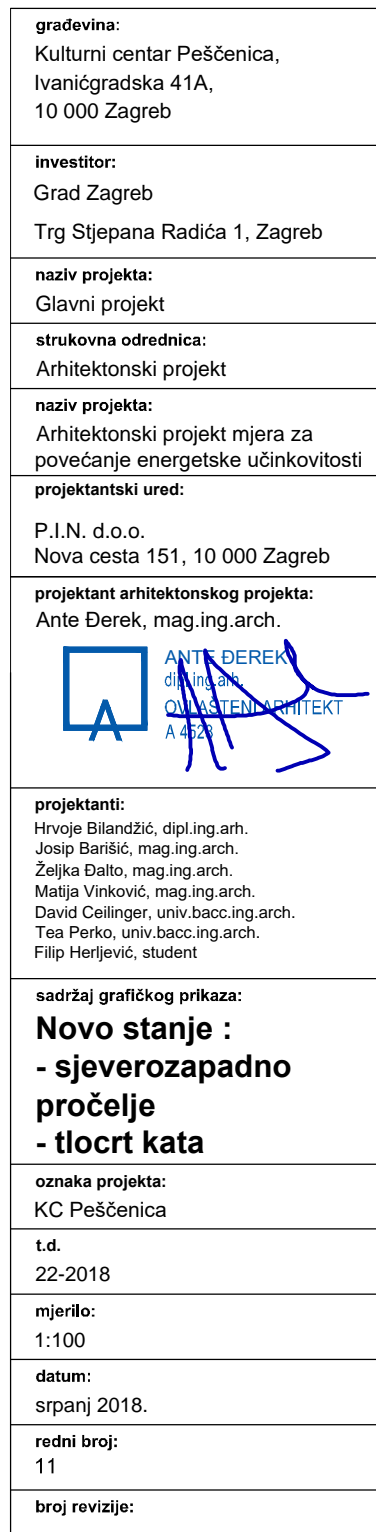 građevina:
Kulturni centar Peščenica,
Ivanićgradska 41A,
10 000 Zagreb
investitor:
Grad Zagreb
Trg Stjepana Radića 1, Zagreb
naziv projekta:
Glavni projekt
strukovna odrednica:
Arhitektonski projekt
naziv projekta:
Arhitektonski projekt mjera za
povećanje energetske učinkovitosti
projektantski ured:
P.I.N. d.o.o.
Nova cesta 151, 10 000 Zagreb
projektant arhitektonskog projekta:
Ante Đerek, mag.ing.arch.
ANTE ĐEREK
dipl.ing.arh.
OVLAŠTENI ARHITEKT
A 4528
projektanti:
Hrvoje Bilandžić, dipl.ing.arh.
Josip Barišić, mag.ing.arch.
Željka Đalto, mag.ing.arch.
Matija Vinković, mag.ing.arch.
David Ceilinger, univ.bacc.ing.arch.
Tea Perko, univ.bacc.ing.arch.
Filip Herljević, student
sadržaj grafičkog prikaza:
Novo stanje :
- sjeverozapadno
pročelje
- tlocrt kata
oznaka projekta:
KC Peščenica
t.d.
22-2018
mjerilo:
1:100
datum:
srpanj 2018.
redni broj:
11
broj revizije: